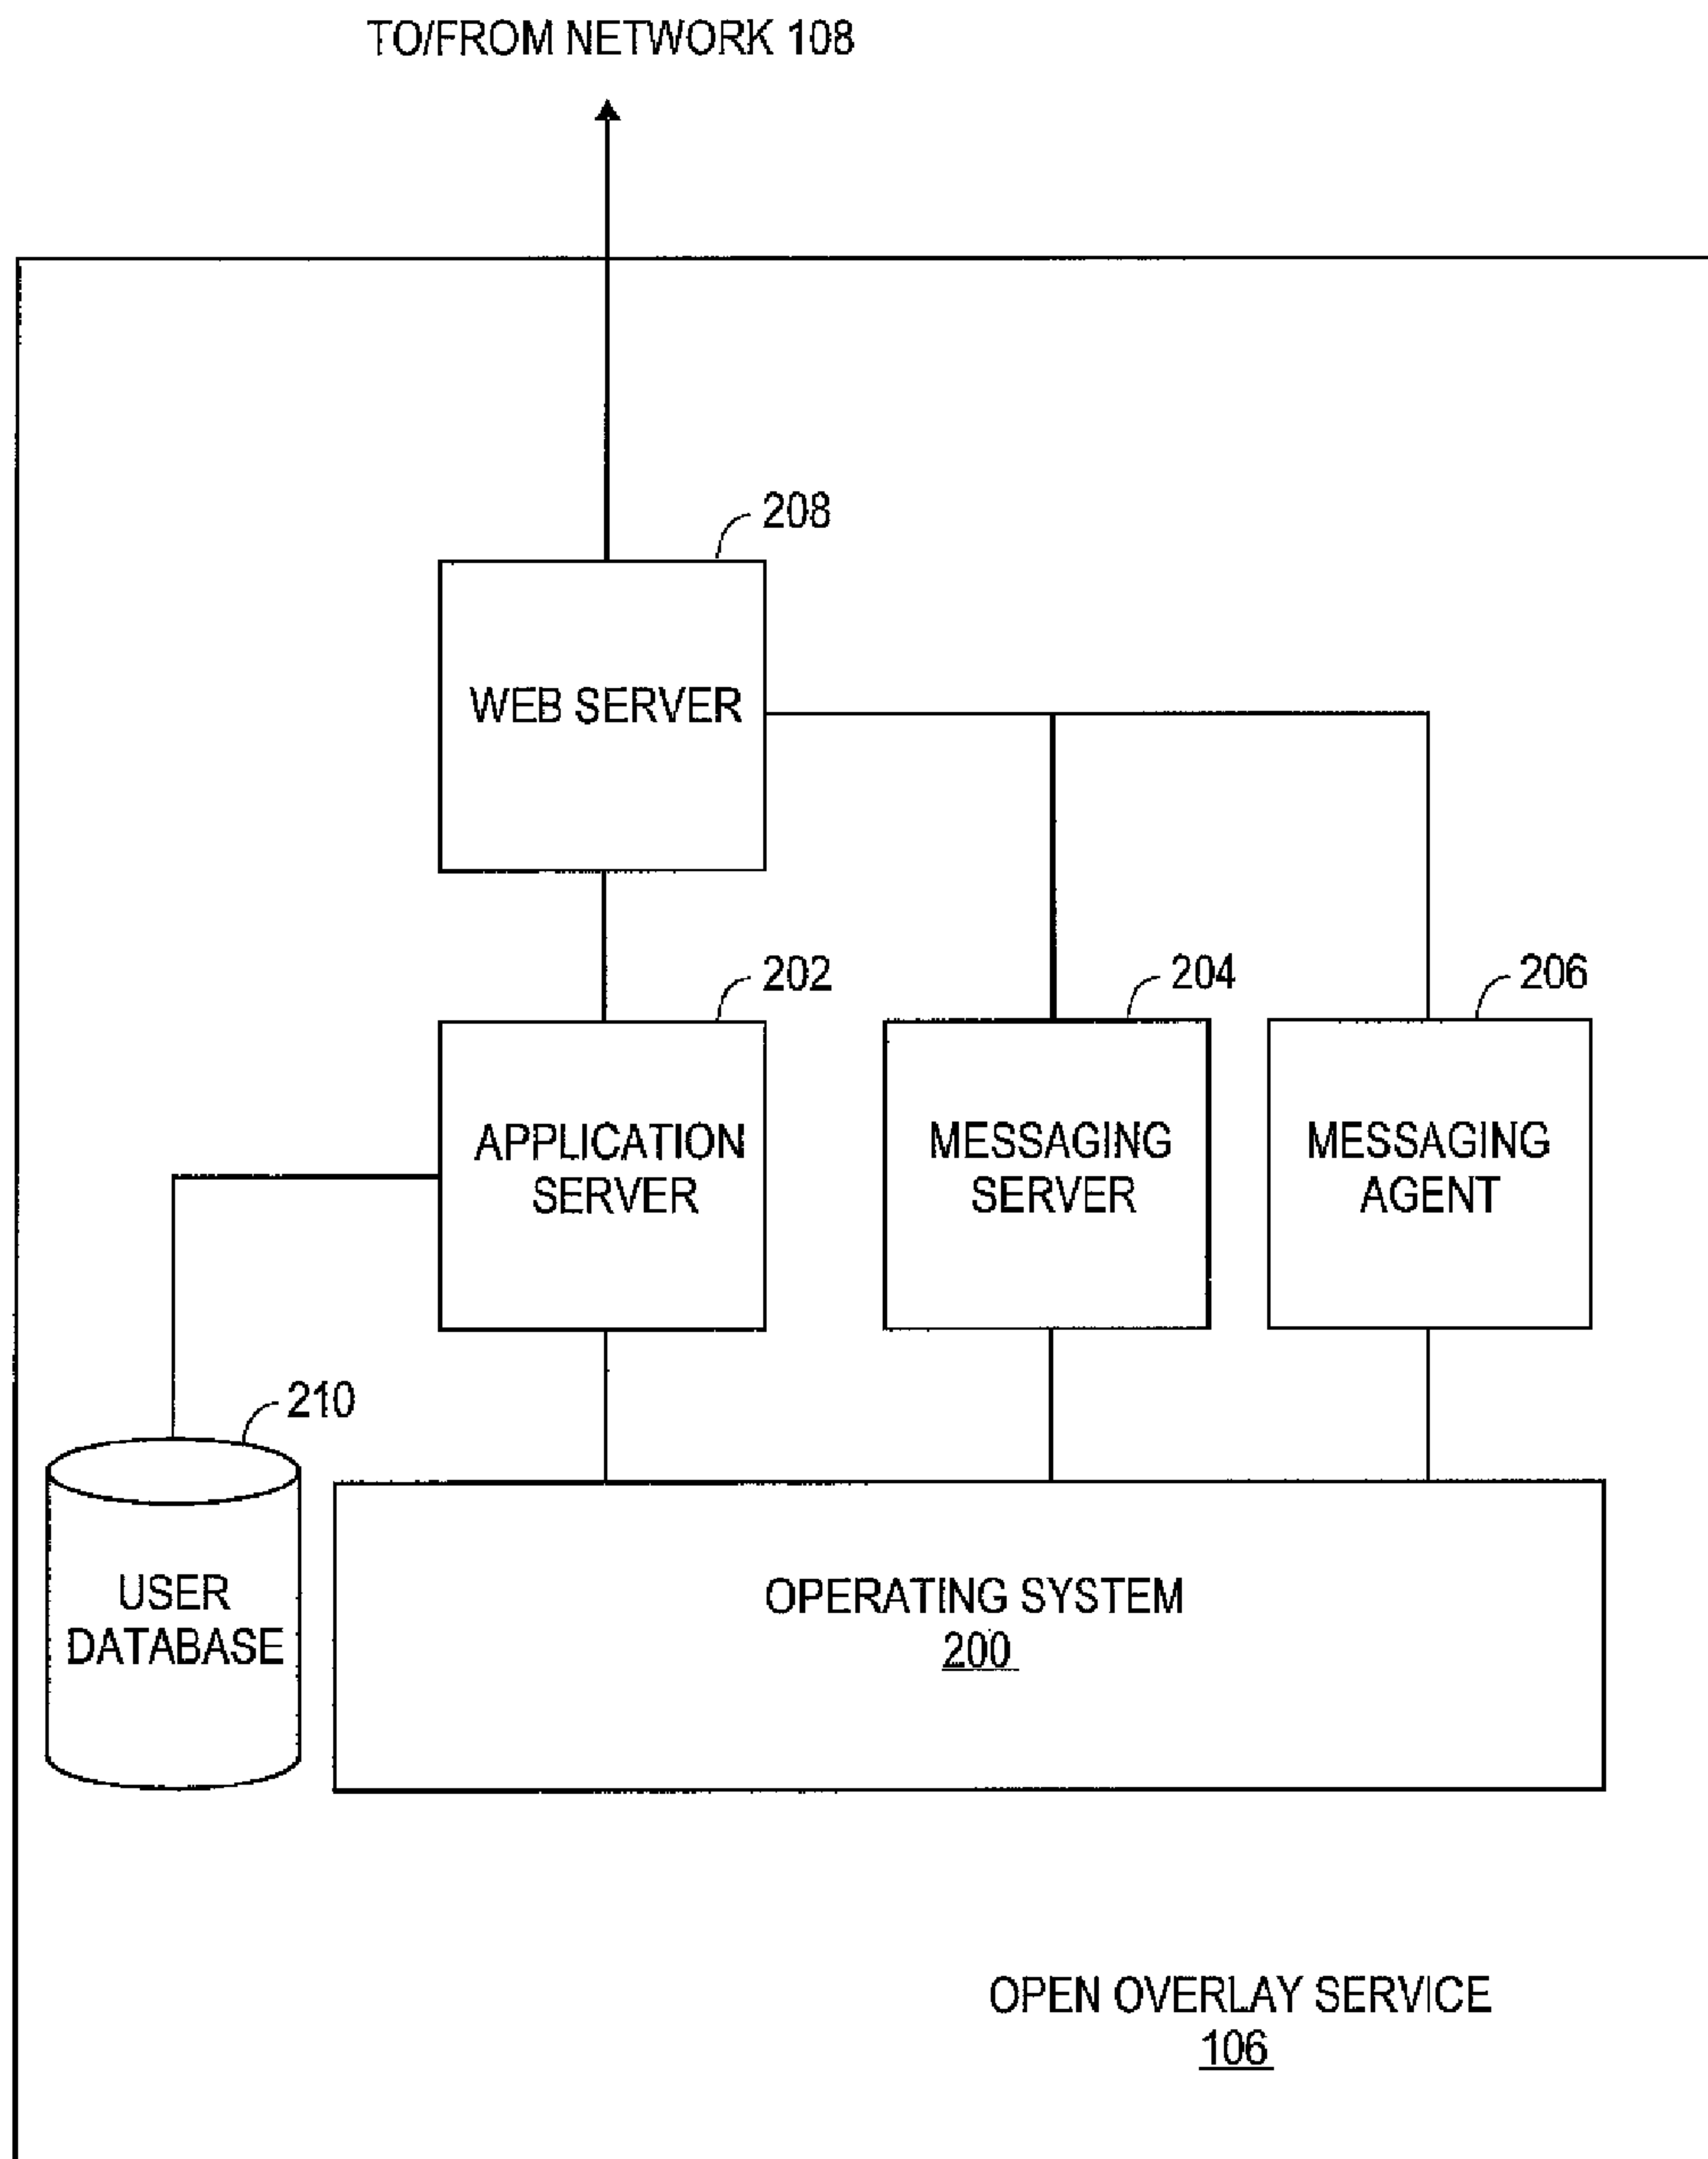 TO/FROM NETWORK 108
208
WEB SERVER
202
204
206
APPLICATION
SERVER
MESSAGING
SERVER
MESSAGING
AGENT
210
USER
DATABASE
OPERATING SYSTEM
200
OPEN OVERLAY SERVICE
106